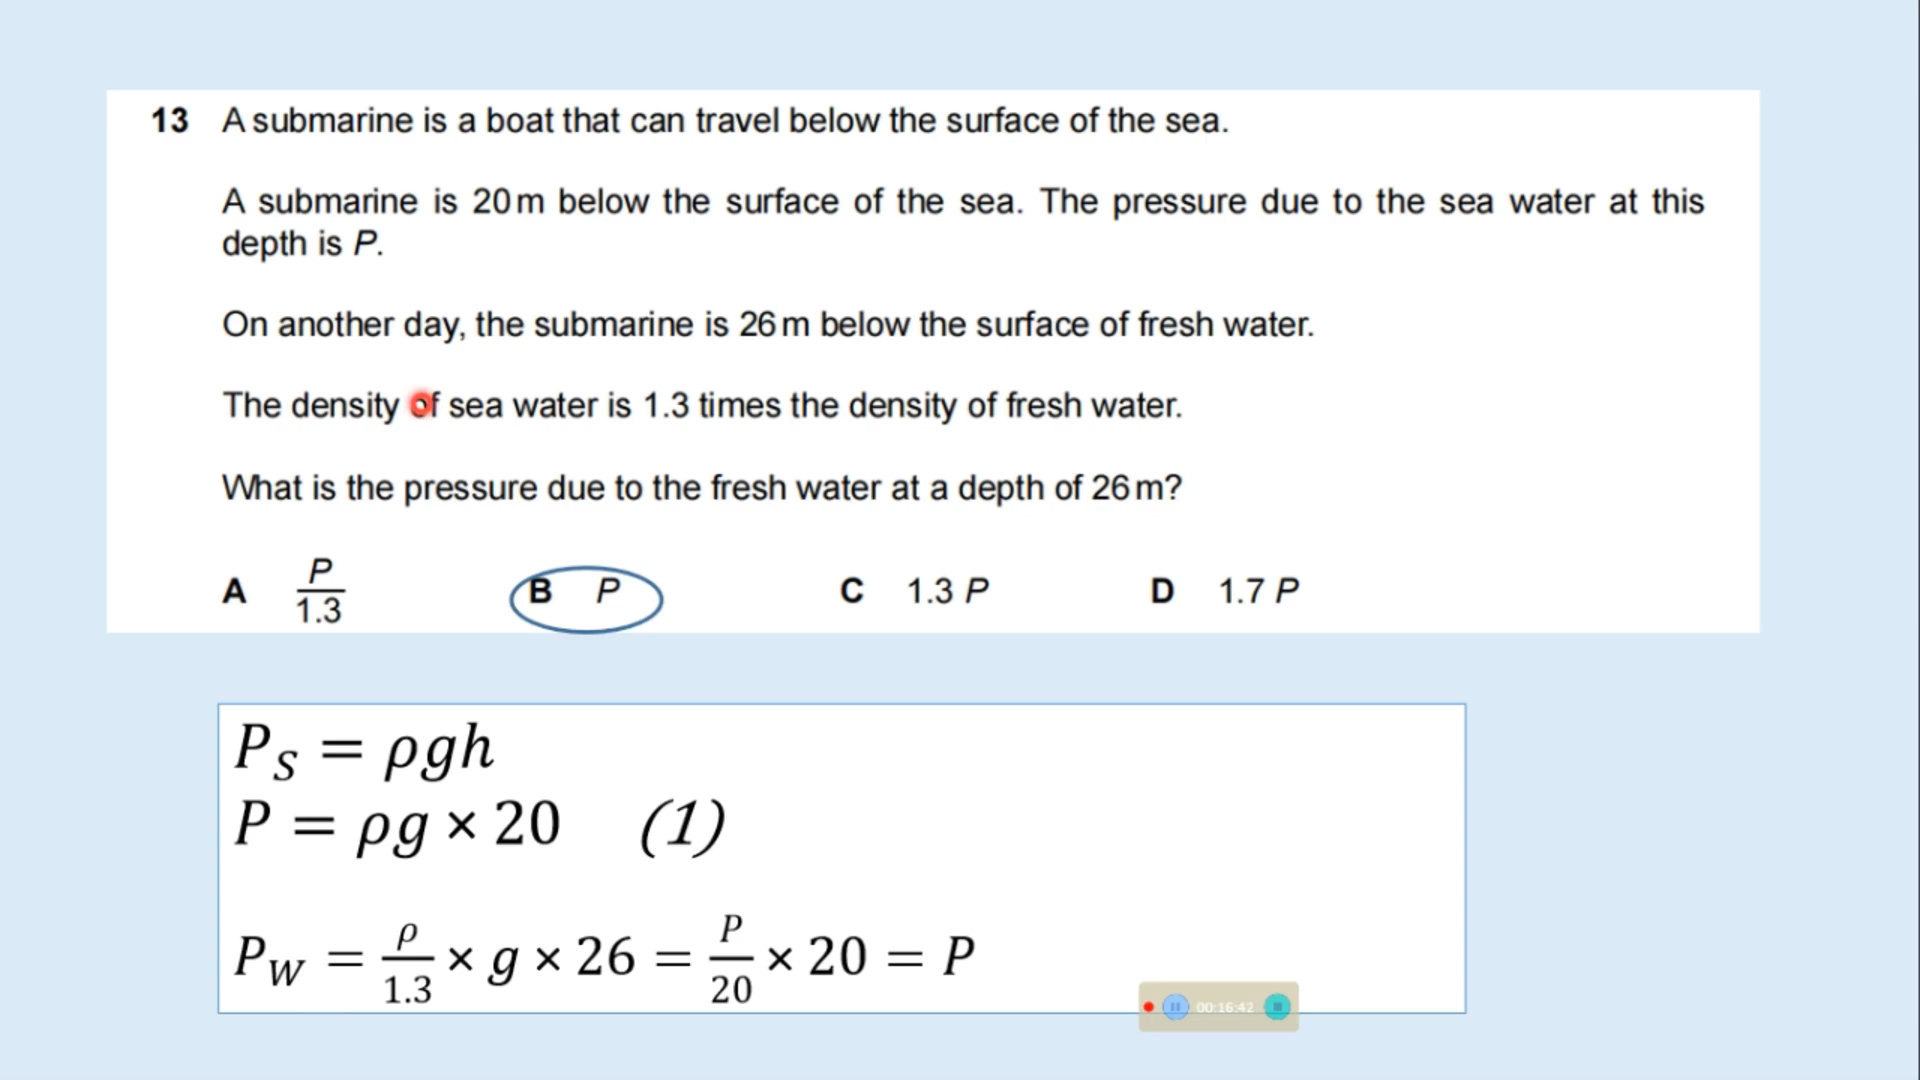 13 A submarine is a boat that can travel below the surface of the sea.
A submarine is 20 m below the surface of the sea. The pressure due to the sea water at this
depth is P.
On another day, the submarine is 26 m below the surface of fresh water.
The density of sea water is 1.3 times the density of fresh water.
What is the pressure due to the fresh water at a depth of 26 m?
A P/1.3 B P C 1.3 P D 1.7 P
P_S = ρgh
P = ρg × 20 (1)
P_W = ρ/1.3 × g × 26 = P/20 × 20 = P
00:16:42